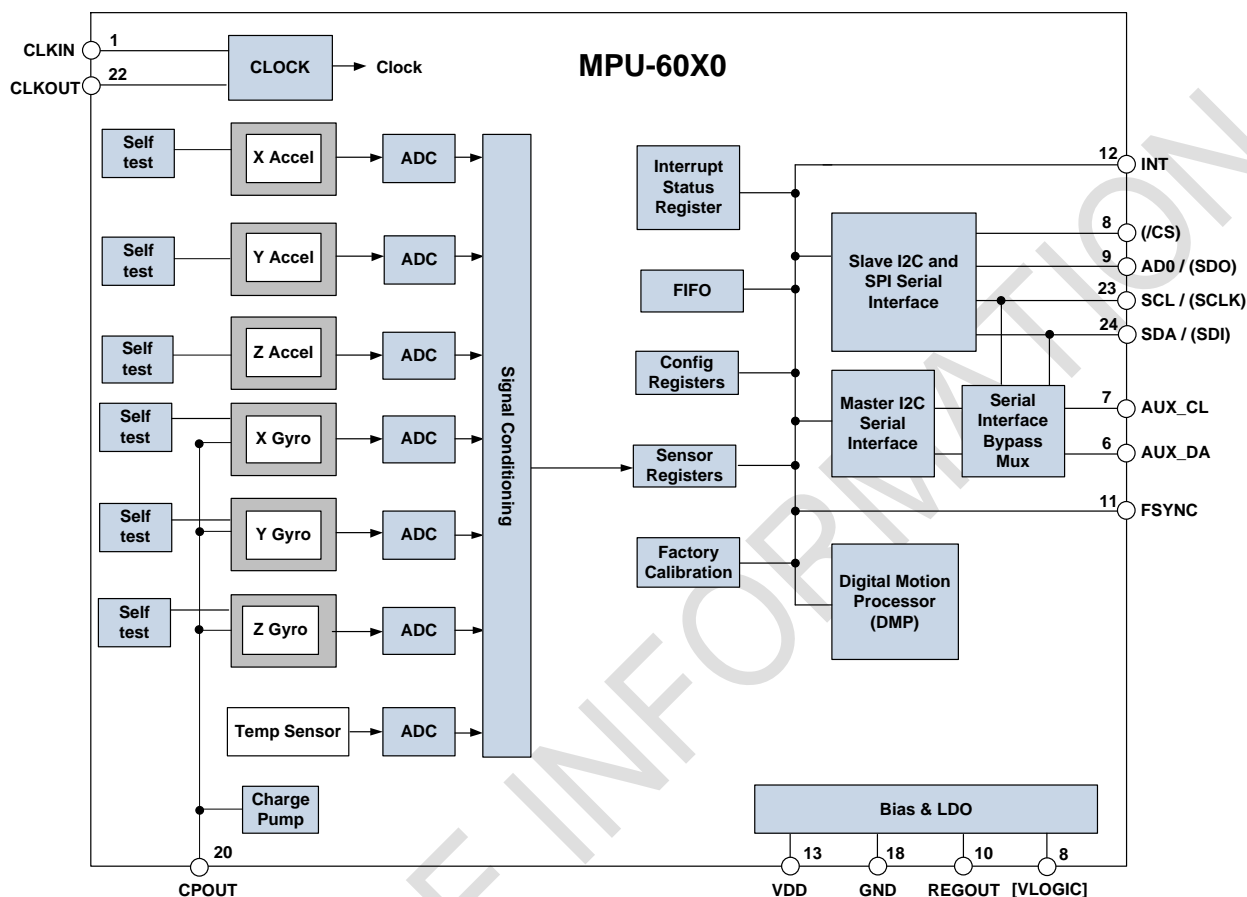 MPU-60X0
CLKIN
1
CLKOUT
22
CLOCK
Clock
Self
test
X Accel
ADC
Self
test
Y Accel
ADC
Self
test
Z Accel
ADC
Self
test
X Gyro
ADC
Self
test
Y Gyro
ADC
Self
test
Z Gyro
ADC
Temp Sensor
ADC
Signal Conditioning
Charge
Pump
20
CPOUT
Interrupt
Status
Register
FIFO
Config
Registers
Sensor
Registers
Factory
Calibration
Slave I2C and
SPI Serial
Interface
Master I2C
Serial
Interface
Serial
Interface
Bypass
Mux
Digital Motion
Processor
(DMP)
12
INT
8
(/CS)
9
AD0 / (SDO)
23
SCL / (SCLK)
24
SDA / (SDI)
7
AUX_CL
6
AUX_DA
11
FSYNC
Bias & LDO
13
VDD
18
GND
10
REGOUT
8
[VLOGIC]
E INFORMATION